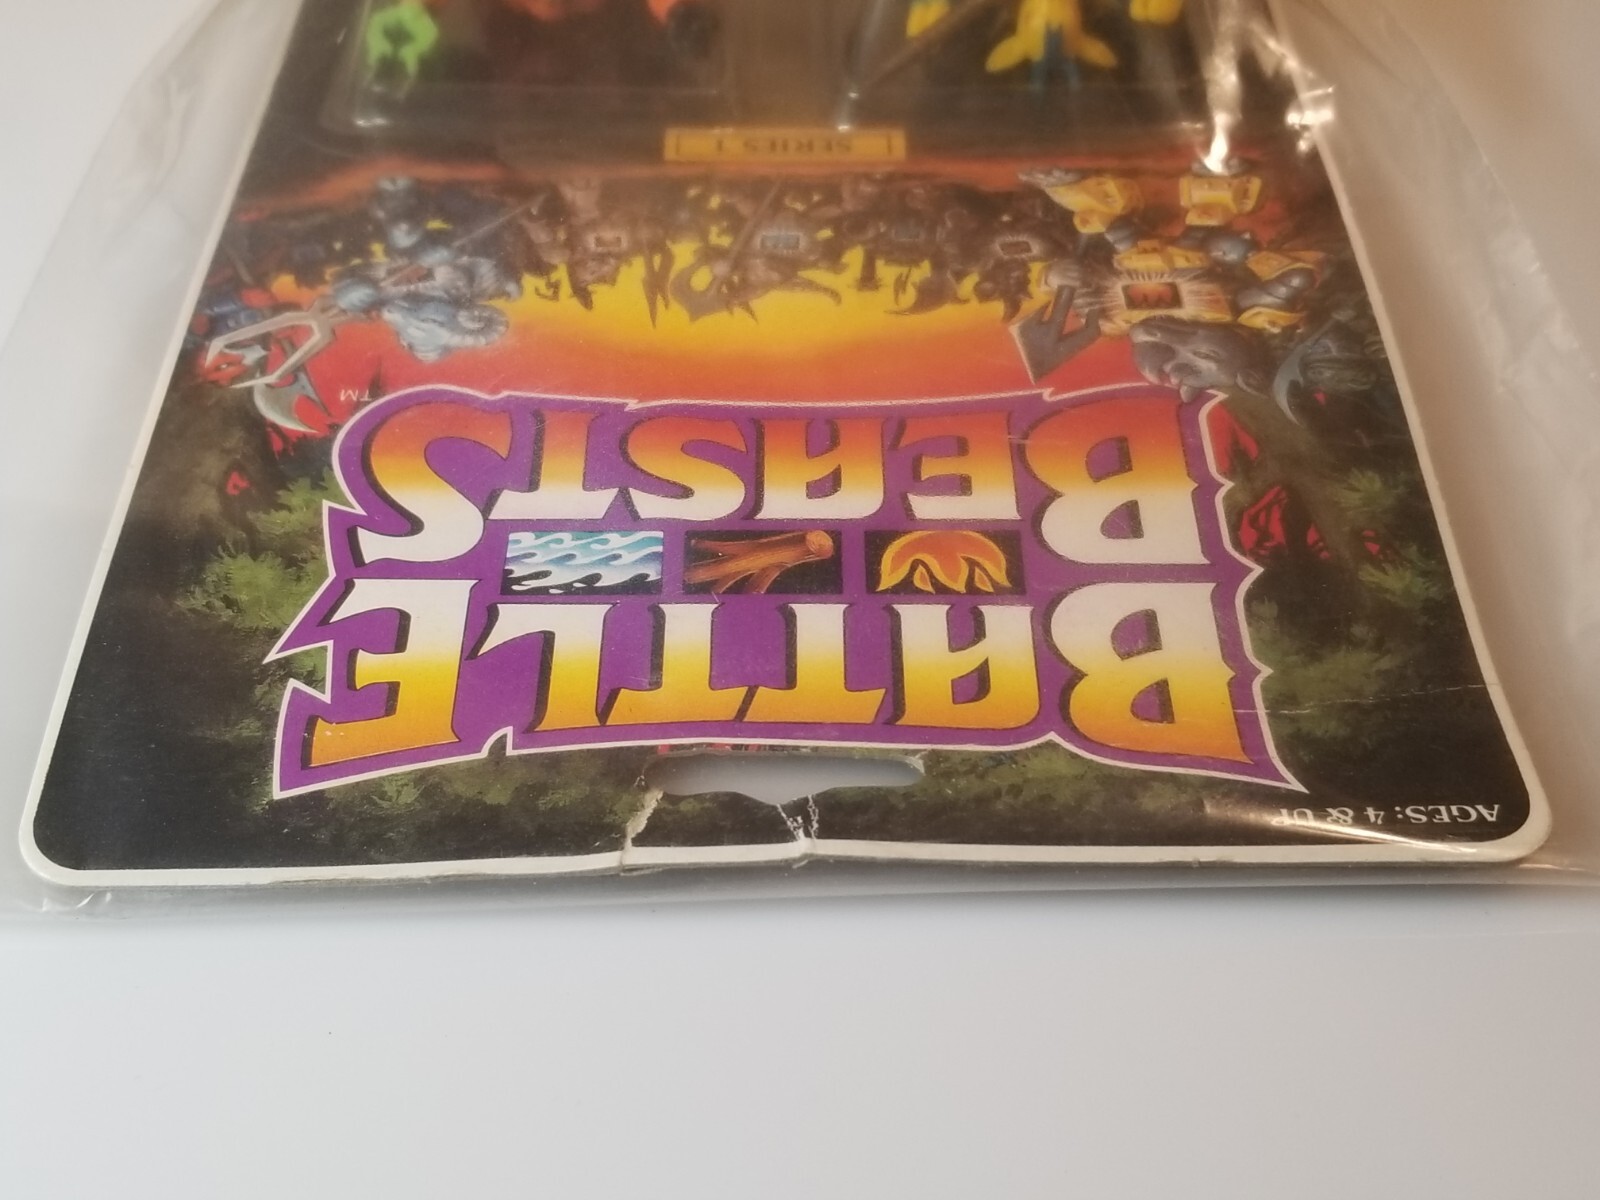 AGES: 4 & UP
BATTLE
BEASTS
TM
SERIES 1